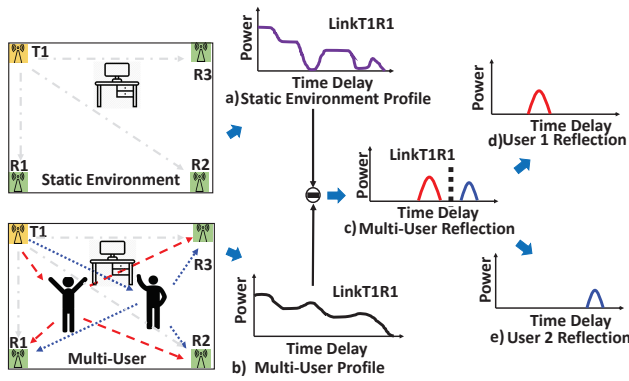 T1
R3
R1
R2
Static Environment
Power
LinkT1R1
Time Delay
a) Static Environment Profile
Power
LinkT1R1
Time Delay
c) Multi-User Reflection
Power
Time Delay
d) User 1 Reflection
T1
R3
R1
R2
Multi-User
Power
LinkT1R1
Time Delay
b) Multi-User Profile
Power
Time Delay
e) User 2 Reflection